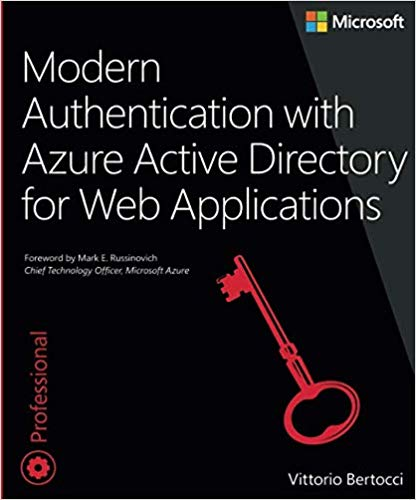 Microsoft
Modern
Authentication with
Azure Active Directory
for Web Applications
Foreword by Mark E. Russinovich
Chief Technology Officer, Microsoft Azure
Professional
Vittorio Bertocci